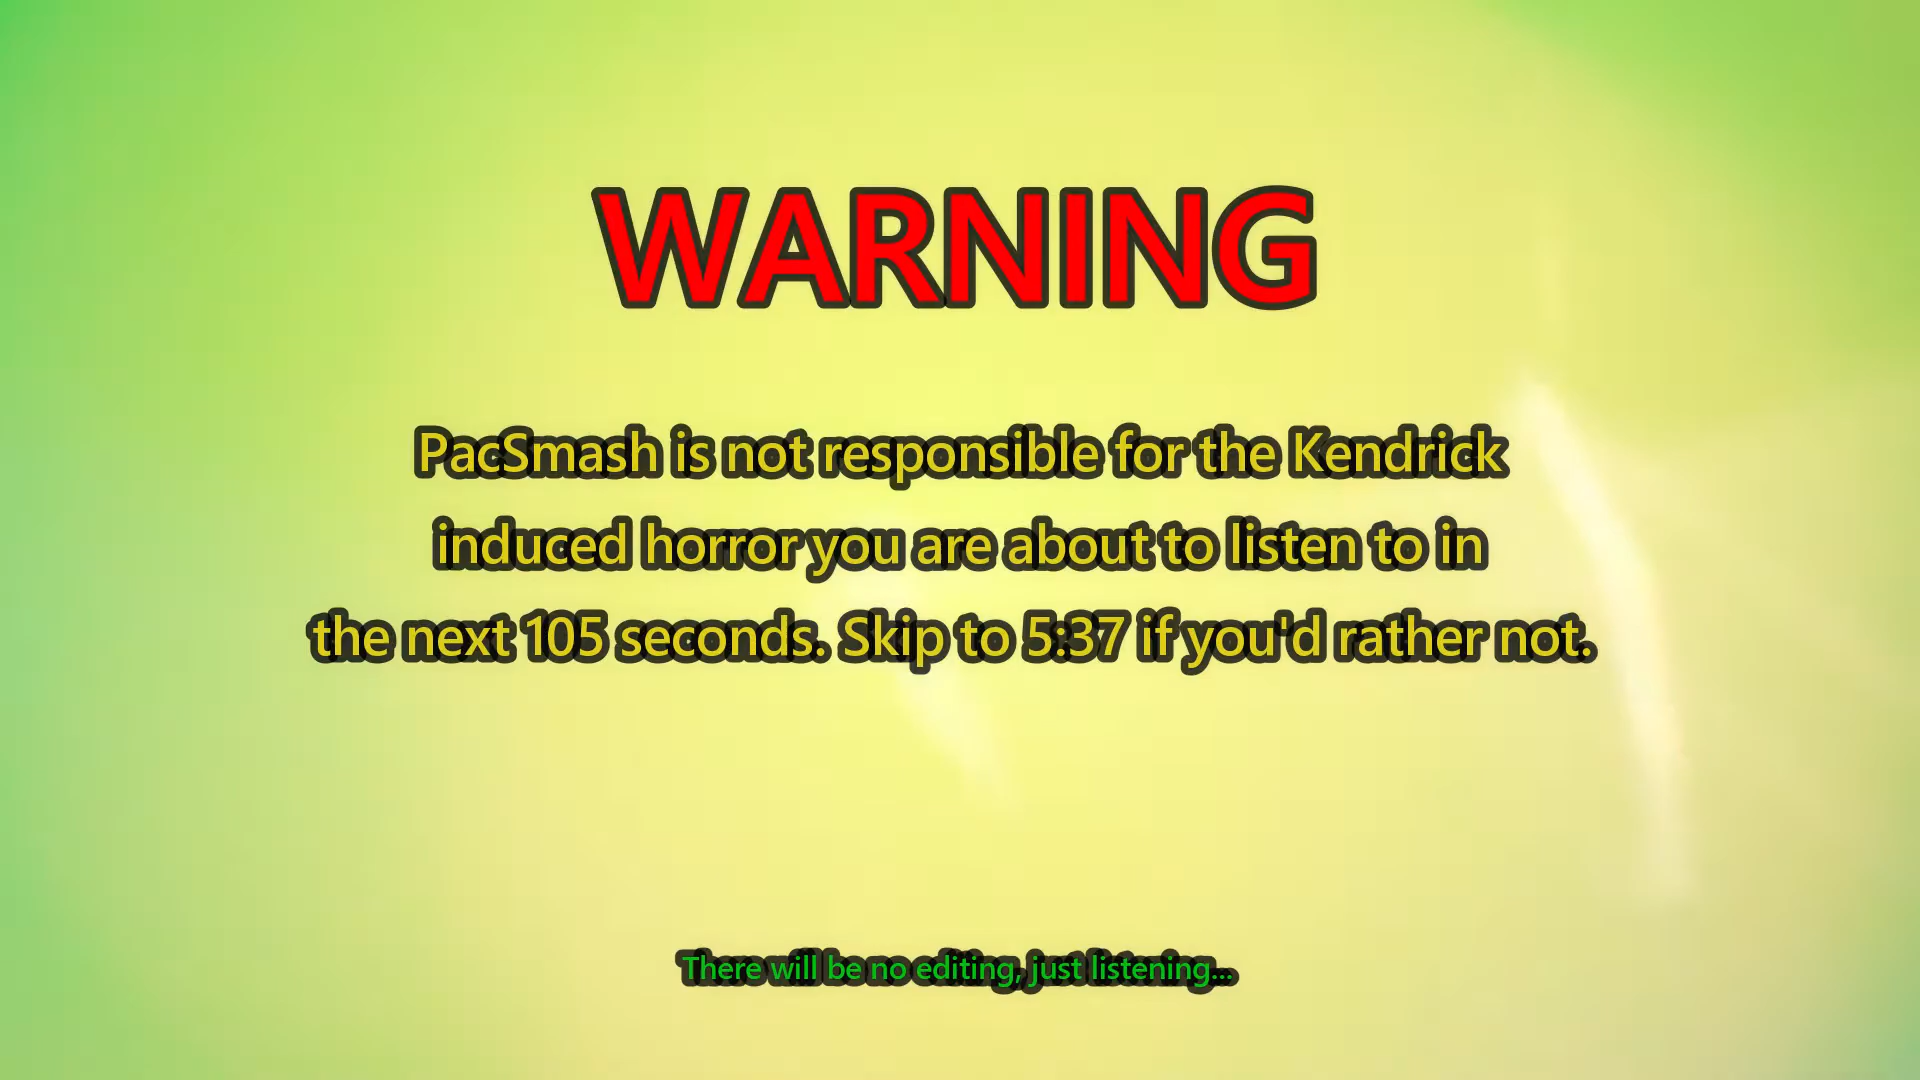 WARNING
PacSmash is not responsible for the Kendrick
induced horror you are about to listen to in
the next 105 seconds. Skip to 5:37 if you'd rather not.
There will be no editing, just listening...